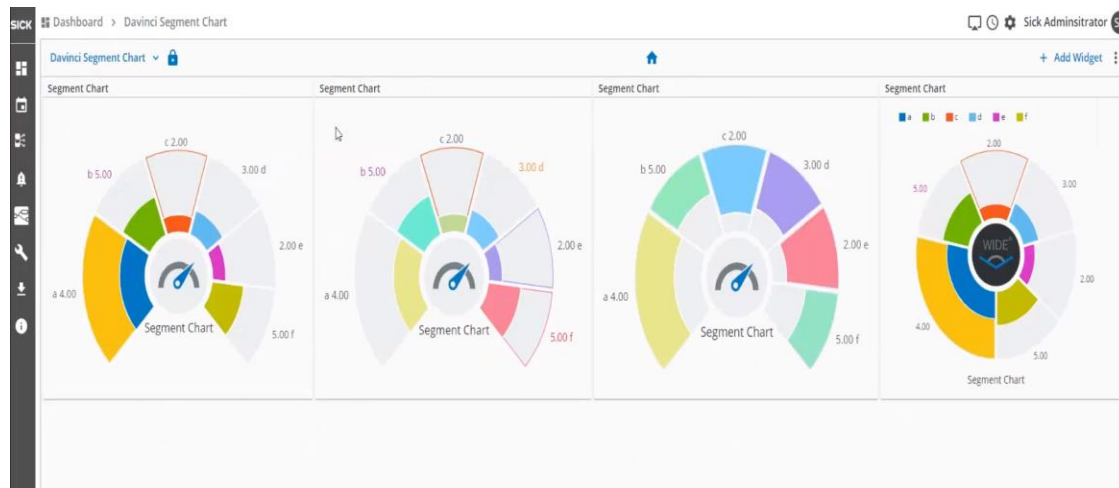 SICK
Dashboard > Davinci Segment Chart
Sick Adminsitrator
S
Davinci Segment Chart
+ Add Widget
Segment Chart
c 2.00
b 5.00
3.00 d
2.00 e
a 4.00
5.00 f
Segment Chart
Segment Chart
c 2.00
b 5.00
3.00 d
2.00 e
a 4.00
5.00 f
Segment Chart
Segment Chart
c 2.00
b 5.00
3.00 d
2.00 e
a 4.00
5.00 f
Segment Chart
Segment Chart
a b c d e f
2.00
5.00
3.00
WIDE
2.00
4.00
5.00
Segment Chart